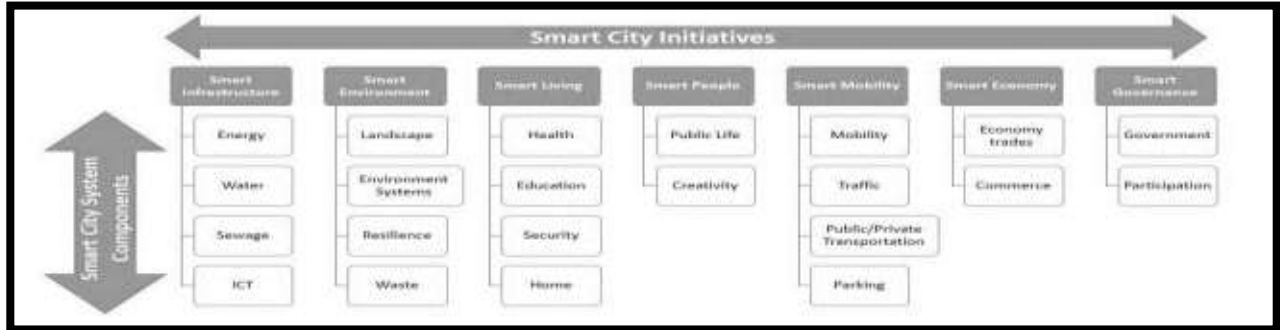 Smart City Initiatives
Smart
Infrastructure
Smart
Environment
Smart Living
Smart People
Smart Mobility
Smart Economy
Smart
Governance
Smart City System
Components
Energy
Water
Sewage
ICT
Landscape
Environment
Systems
Resilience
Waste
Health
Education
Security
Home
Public Life
Creativity
Mobility
Traffic
Public/Private
Transportation
Parking
Economy
trades
Commerce
Government
Participation